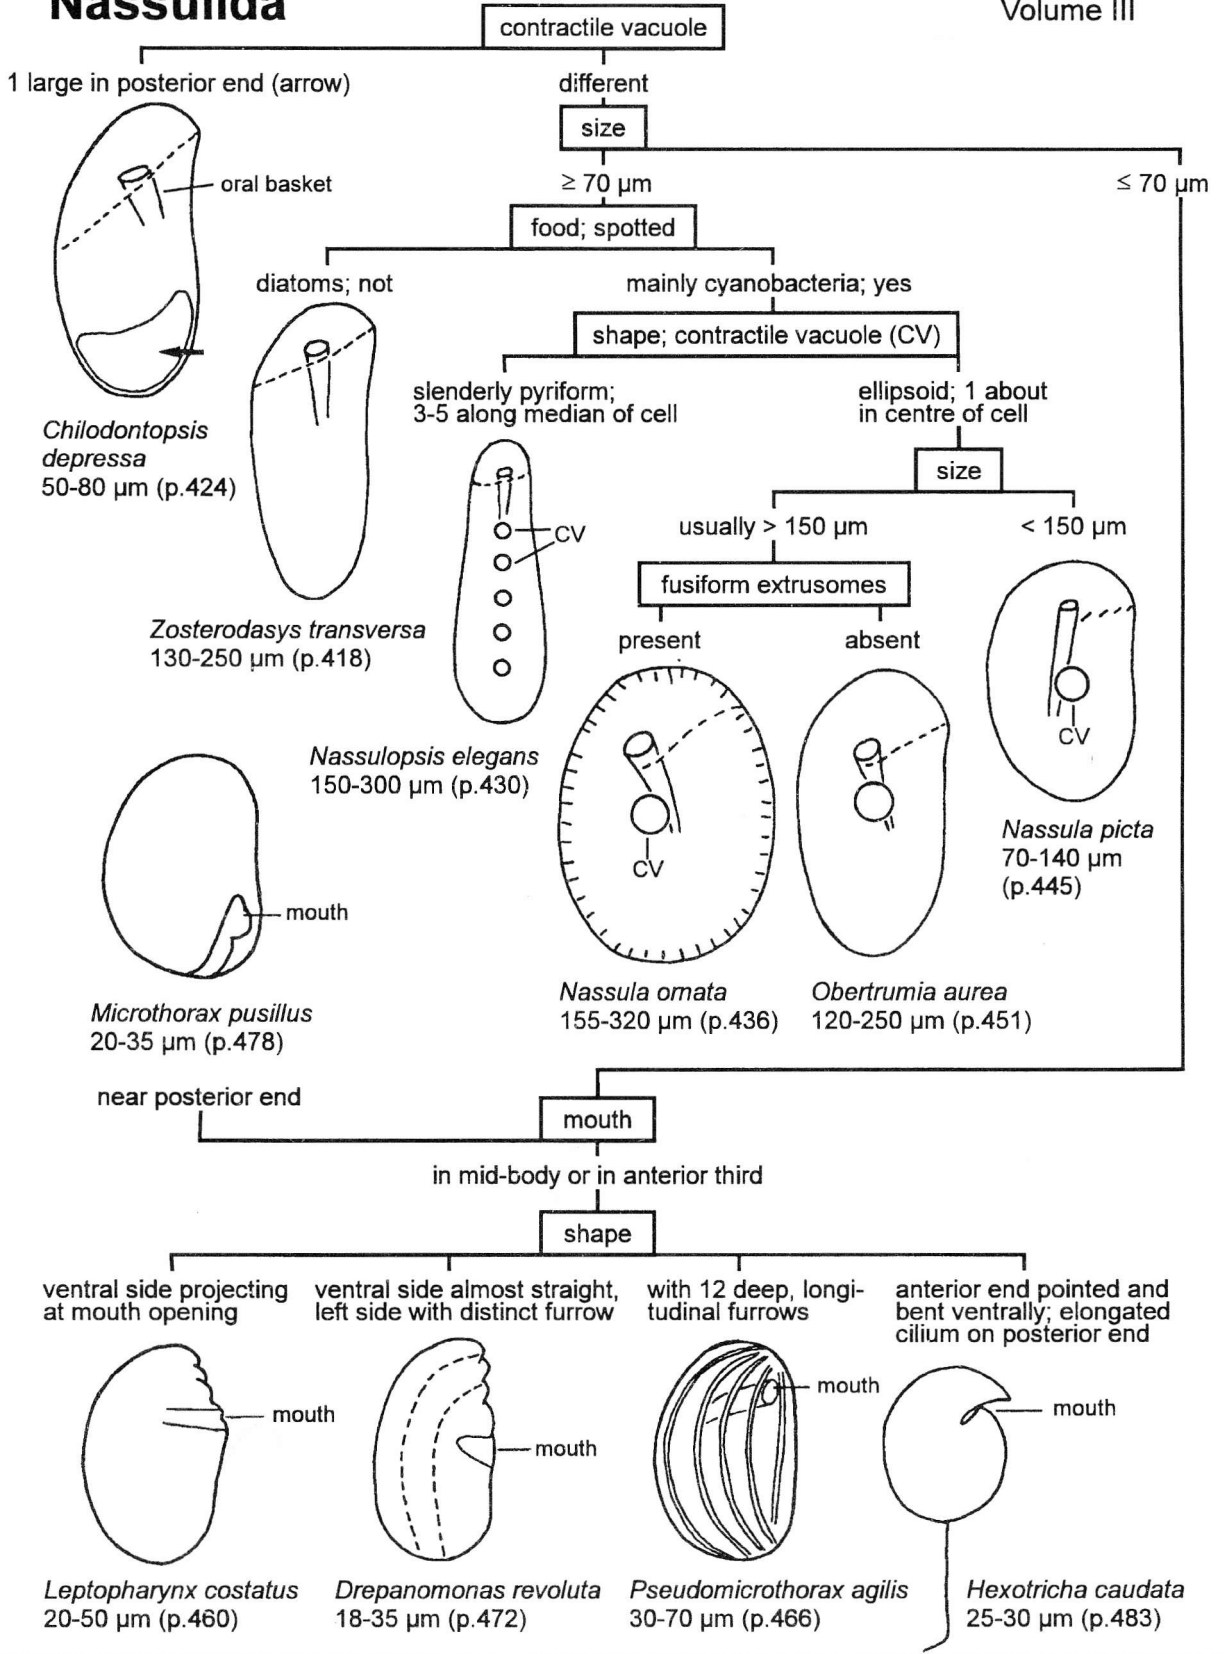 Nassulida
Volume III
contractile vacuole
1 large in posterior end (arrow)
different
size
oral basket
≥ 70 µm
≤ 70 µm
food; spotted
diatoms; not
mainly cyanobacteria; yes
shape; contractile vacuole (CV)
slenderly pyriform;
3-5 along median of cell
ellipsoid; 1 about
in centre of cell
Chilodontopsis
depressa
50-80 µm (p.424)
size
usually > 150 µm
< 150 µm
CV
fusiform extrusomes
present
absent
Zosterodasys transversa
130-250 µm (p.418)
CV
Nassulopsis elegans
150-300 µm (p.430)
Nassula picta
70-140 µm
(p.445)
CV
mouth
Nassula ornata
155-320 µm (p.436)
Obertrumia aurea
120-250 µm (p.451)
Microthorax pusillus
20-35 µm (p.478)
near posterior end
mouth
in mid-body or in anterior third
shape
ventral side projecting
at mouth opening
ventral side almost straight,
left side with distinct furrow
with 12 deep, longi-
tudinal furrows
anterior end pointed and
bent ventrally; elongated
cilium on posterior end
mouth
mouth
mouth
mouth
Leptopharynx costatus
20-50 µm (p.460)
Drepanomonas revoluta
18-35 µm (p.472)
Pseudomicrothorax agilis
30-70 µm (p.466)
Hexotricha caudata
25-30 µm (p.483)